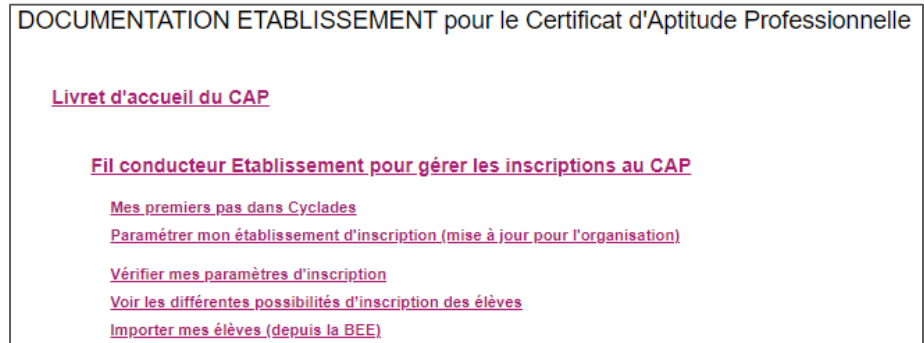 DOCUMENTATION ETABLISSEMENT pour le Certificat d'Aptitude Professionnelle
Livret d'accueil du CAP
Fil conducteur Etablissement pour gérer les inscriptions au CAP
Mes premiers pas dans Cyclades
Paramétrer mon établissement d'inscription (mise à jour pour l'organisation)
Vérifier mes paramètres d'inscription
Voir les différentes possibilités d'inscription des élèves
Importer mes élèves (depuis la BEE)